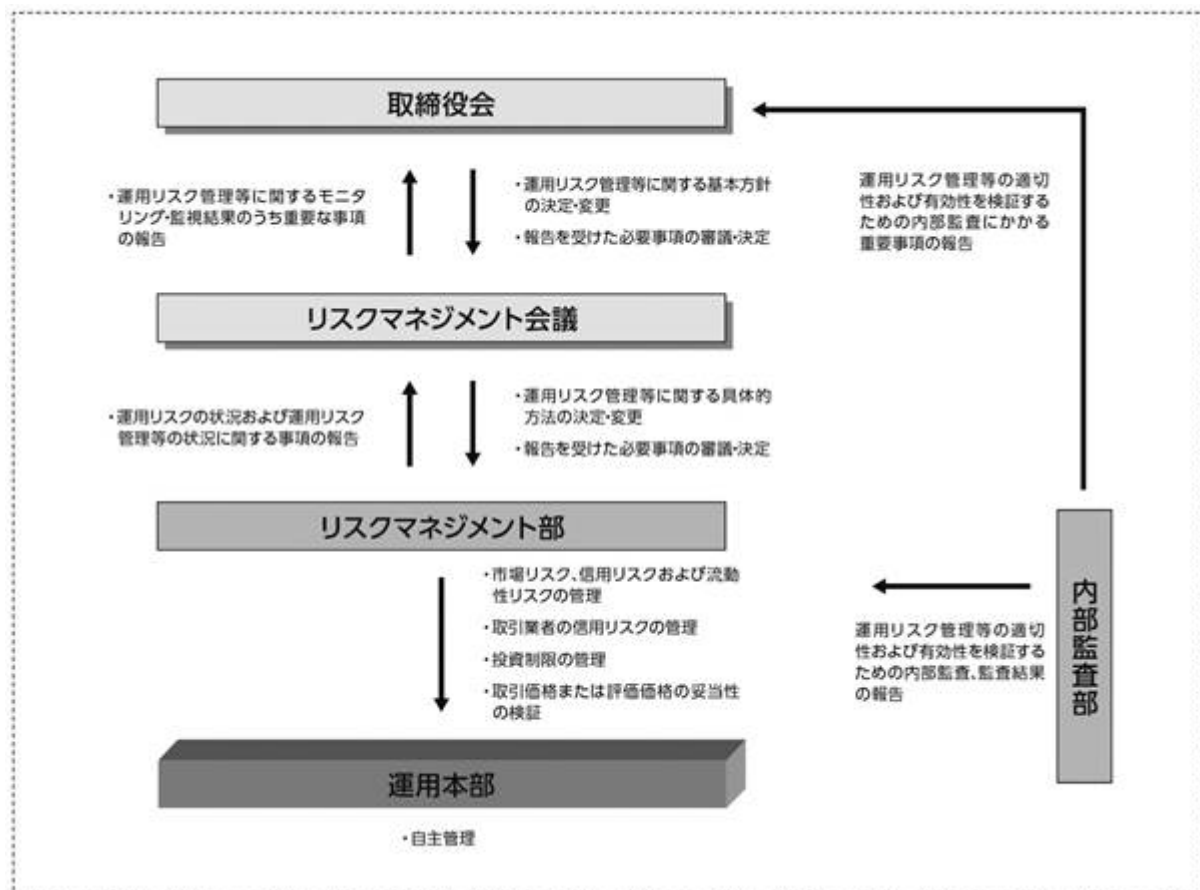 取締役会
・運用リスク管理等に関するモニタ
リング・監視結果のうち重要な事項
の報告
・運用リスク管理等に関する基本方針
の決定・変更
・報告を受けた必要事項の審議・決定
運用リスク管理等の適切
性および有効性を検証する
ための内部監査にかかる
重要事項の報告
リスクマネジメント会議
・運用リスクの状況および運用リスク
管理等の状況に関する事項の報告
・運用リスク管理等に関する具体的
方法の決定・変更
・報告を受けた必要事項の審議・決定
リスクマネジメント部
・市場リスク、信用リスクおよび流動
性リスクの管理
・取引業者の信用リスクの管理
・投資制限の管理
・取引価格または評価価格の妥当性
の検証
運用リスク管理等の適切
性および有効性を検証する
ための内部監査、監査結果
の報告
内部監査部
運用本部
・自主管理